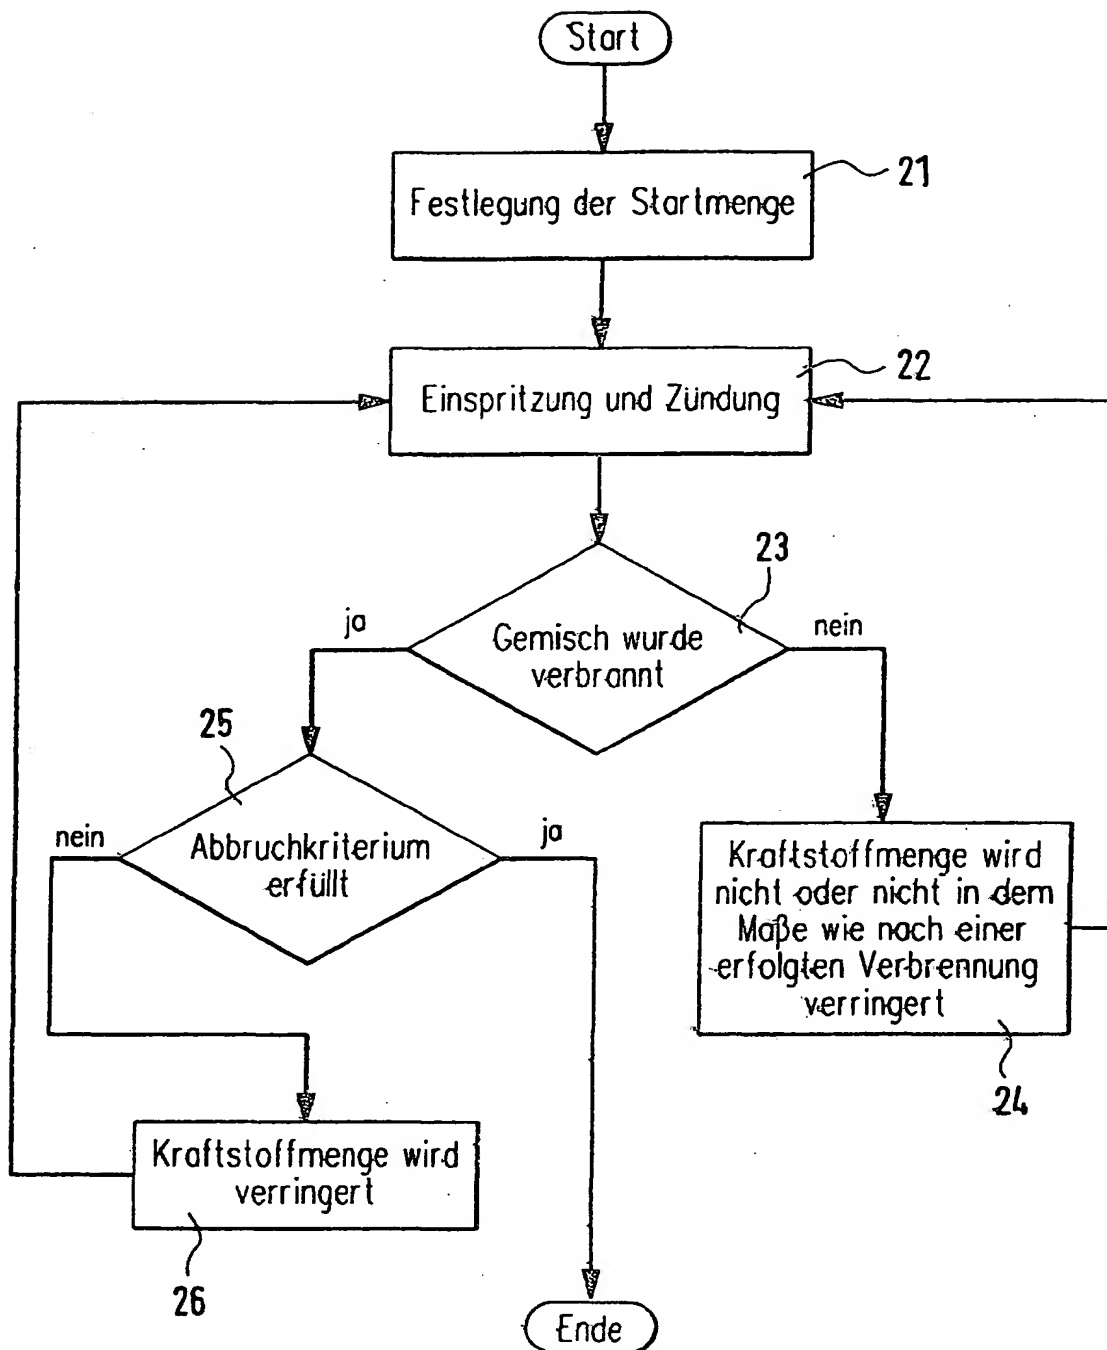 Start
21
Festlegung der Startmenge
22
Einspritzung und Zündung
23
ja
Gemisch wurde
verbrannt
nein
25
nein
Abbruchkriterium
erfüllt
ja
Kraftstoffmenge wird
nicht oder nicht in dem
Maße wie nach einer
erfolgten Verbrennung
verringert
24
Kraftstoffmenge wird
verringert
26
Ende